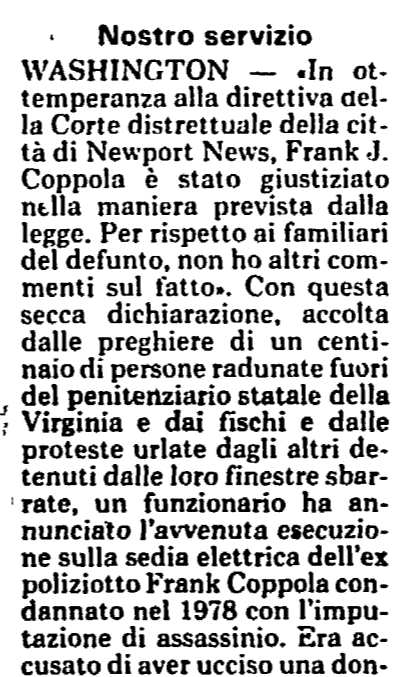 Nostro servizio
WASHINGTON — «In ot-
temperanza alla direttiva del-
la Corte distrettuale della cit-
tà di Newport News, Frank J.
Coppola è stato giustiziato
nella maniera prevista dalla
legge. Per rispetto ai familiari
del defunto, non ho altri com-
menti sul fatto». Con questa
secca dichiarazione, accolta
dalle preghiere di un centi-
naio di persone radunate fuori
del penitenziario statale della
Virginia e dai fischi e dalle
proteste urlate dagli altri de-
tenuti dalle loro finestre sbar-
rate, un funzionario ha an-
nunciato l'avvenuta esecuzio-
ne sulla sedia elettrica dell'ex
poliziotto Frank Coppola con-
dannato nel 1978 con l'impu-
tazione di assassinio. Era ac-
cusato di aver ucciso una don-